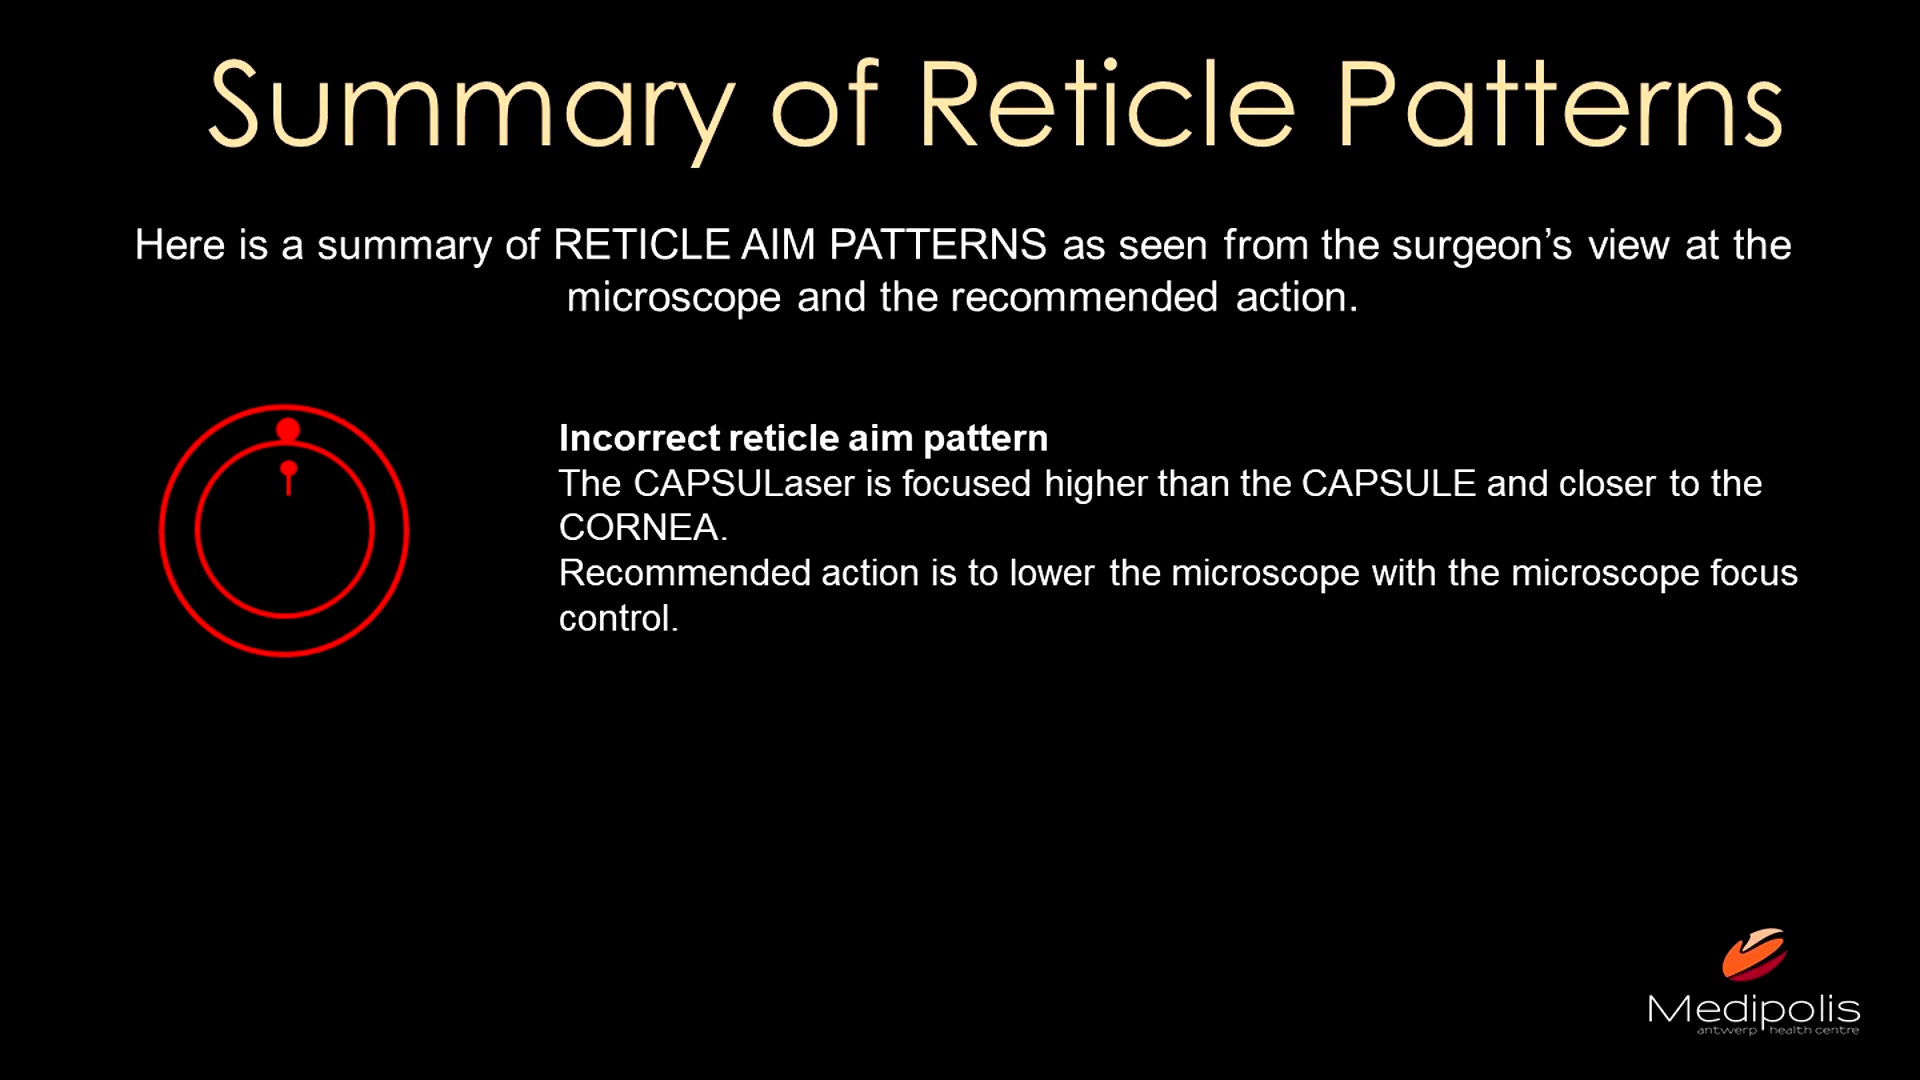 Summary of Reticle Patterns
Here is a summary of RETICLE AIM PATTERNS as seen from the surgeon’s view at the
microscope and the recommended action.
Incorrect reticle aim pattern
The CAPSULaser is focused higher than the CAPSULE and closer to the
CORNEA.
Recommended action is to lower the microscope with the microscope focus
control.
Medipolis
antwerp health centre